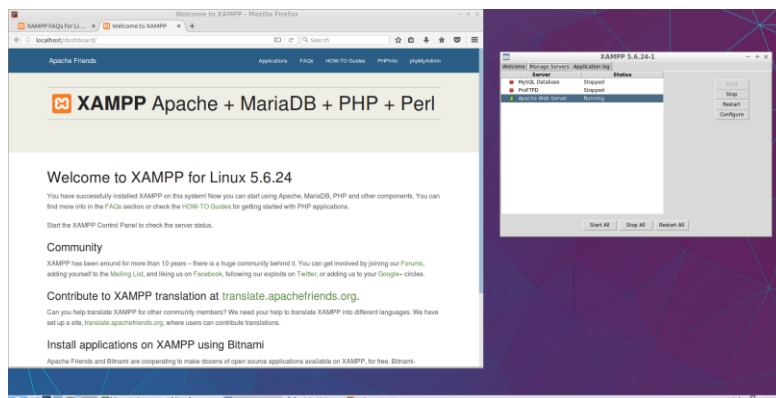 Welcome to XAMPP - Mozilla Firefox
XAMPP FAQs for Li...
Welcome to XAMPP
localhost/dashboard/
Search
Apache Friends
Applications FAQs HOW-TO Guides PHPInfo phpMyAdmin
XAMPP Apache + MariaDB + PHP + Perl
Welcome to XAMPP for Linux 5.6.24
You have successfully installed XAMPP on this system! Now you can start using Apache, MariaDB, PHP and other components. You can
find more info in the FAQs section or check the HOW-TO Guides for getting started with PHP applications.
Start the XAMPP Control Panel to check the server status.
Community
XAMPP has been around for more than 10 years – there is a huge community behind it. You can get involved by joining our Forums,
adding yourself to the Mailing List, and liking us on Facebook, following our exploits on Twitter, or adding us to your Google+ circles.
Contribute to XAMPP translation at translate.apachefriends.org.
Can you help translate XAMPP for other community members? We need your help to translate XAMPP into different languages. We have
set up a site, translate.apachefriends.org, where users can contribute translations.
Install applications on XAMPP using Bitnami
Apache Friends and Bitnami are cooperating to make dozens of open source applications available on XAMPP, for free. Bitnami-
XAMPP 5.6.24-1
Welcome Manage Servers Application log
Server Status
MySQL Database Stopped
ProFTPD Stopped
Apache Web Server Running
Start
Stop
Restart
Configure
Start All Stop All Restart All